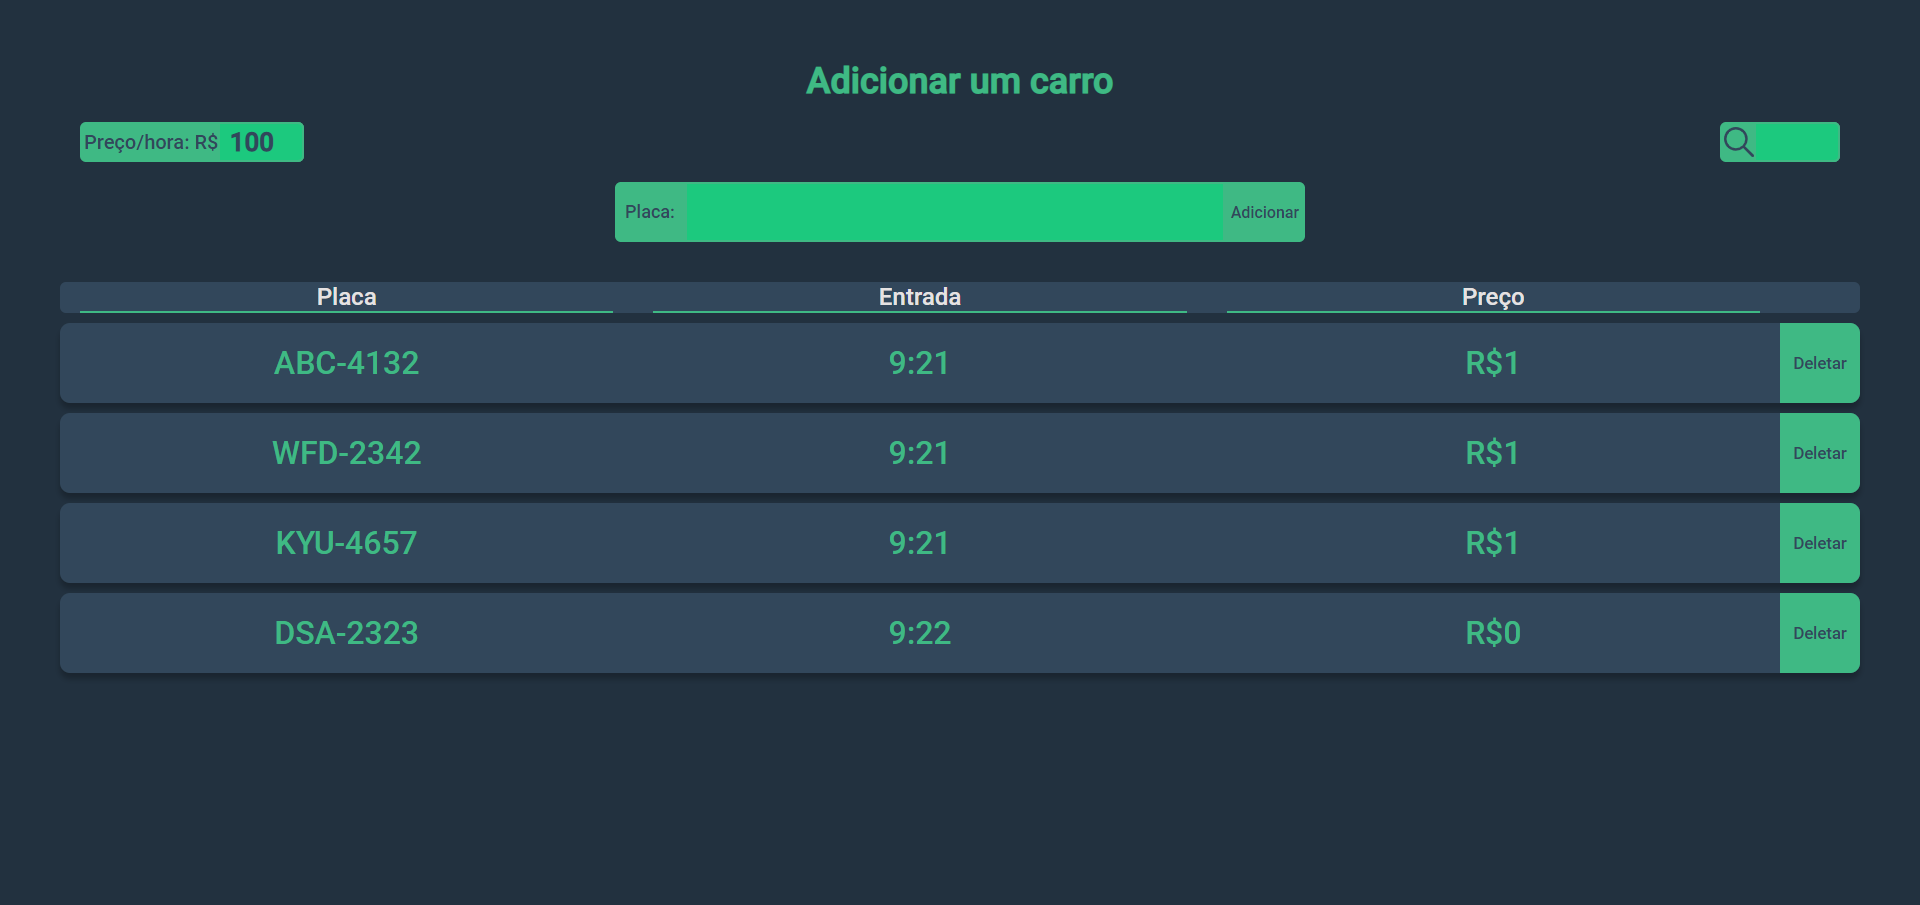 Adicionar um carro
Preço/hora: R$ 100
Placa: Adicionar
Placa Entrada Preço
ABC-4132 9:21 R$1 Deletar
WFD-2342 9:21 R$1 Deletar
KYU-4657 9:21 R$1 Deletar
DSA-2323 9:22 R$0 Deletar